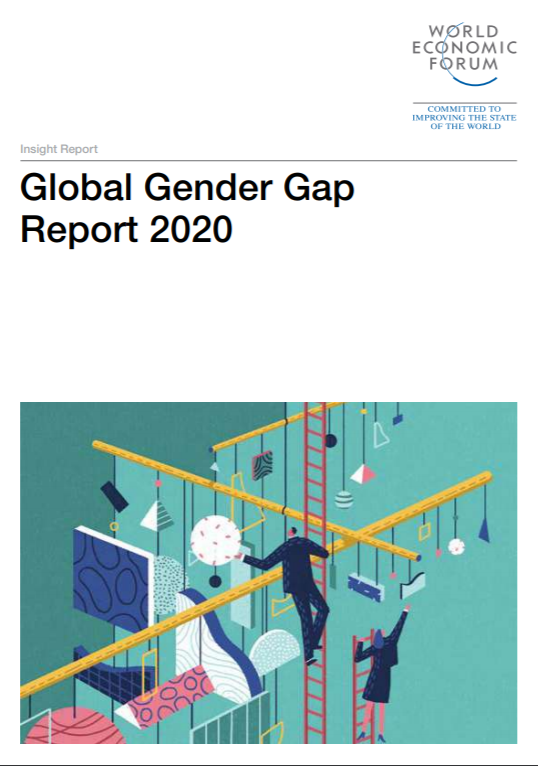 WORLD
ECONOMIC
FORUM
COMMITTED TO
IMPROVING THE STATE
OF THE WORLD
Insight Report
Global Gender Gap
Report 2020